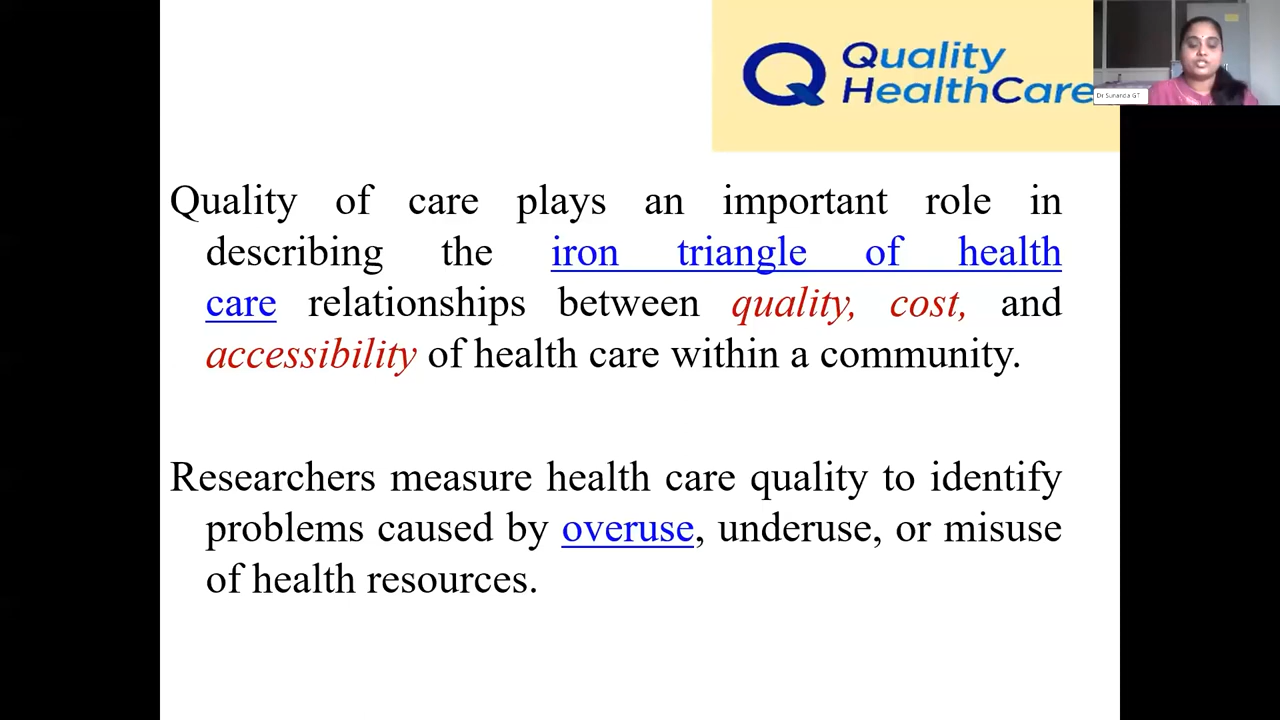 Quality
HealthCare
Dr Sunanda GT
Quality of care plays an important role in
describing the iron triangle of health
care relationships between quality, cost, and
accessibility of health care within a community.
Researchers measure health care quality to identify
problems caused by overuse, underuse, or misuse
of health resources.